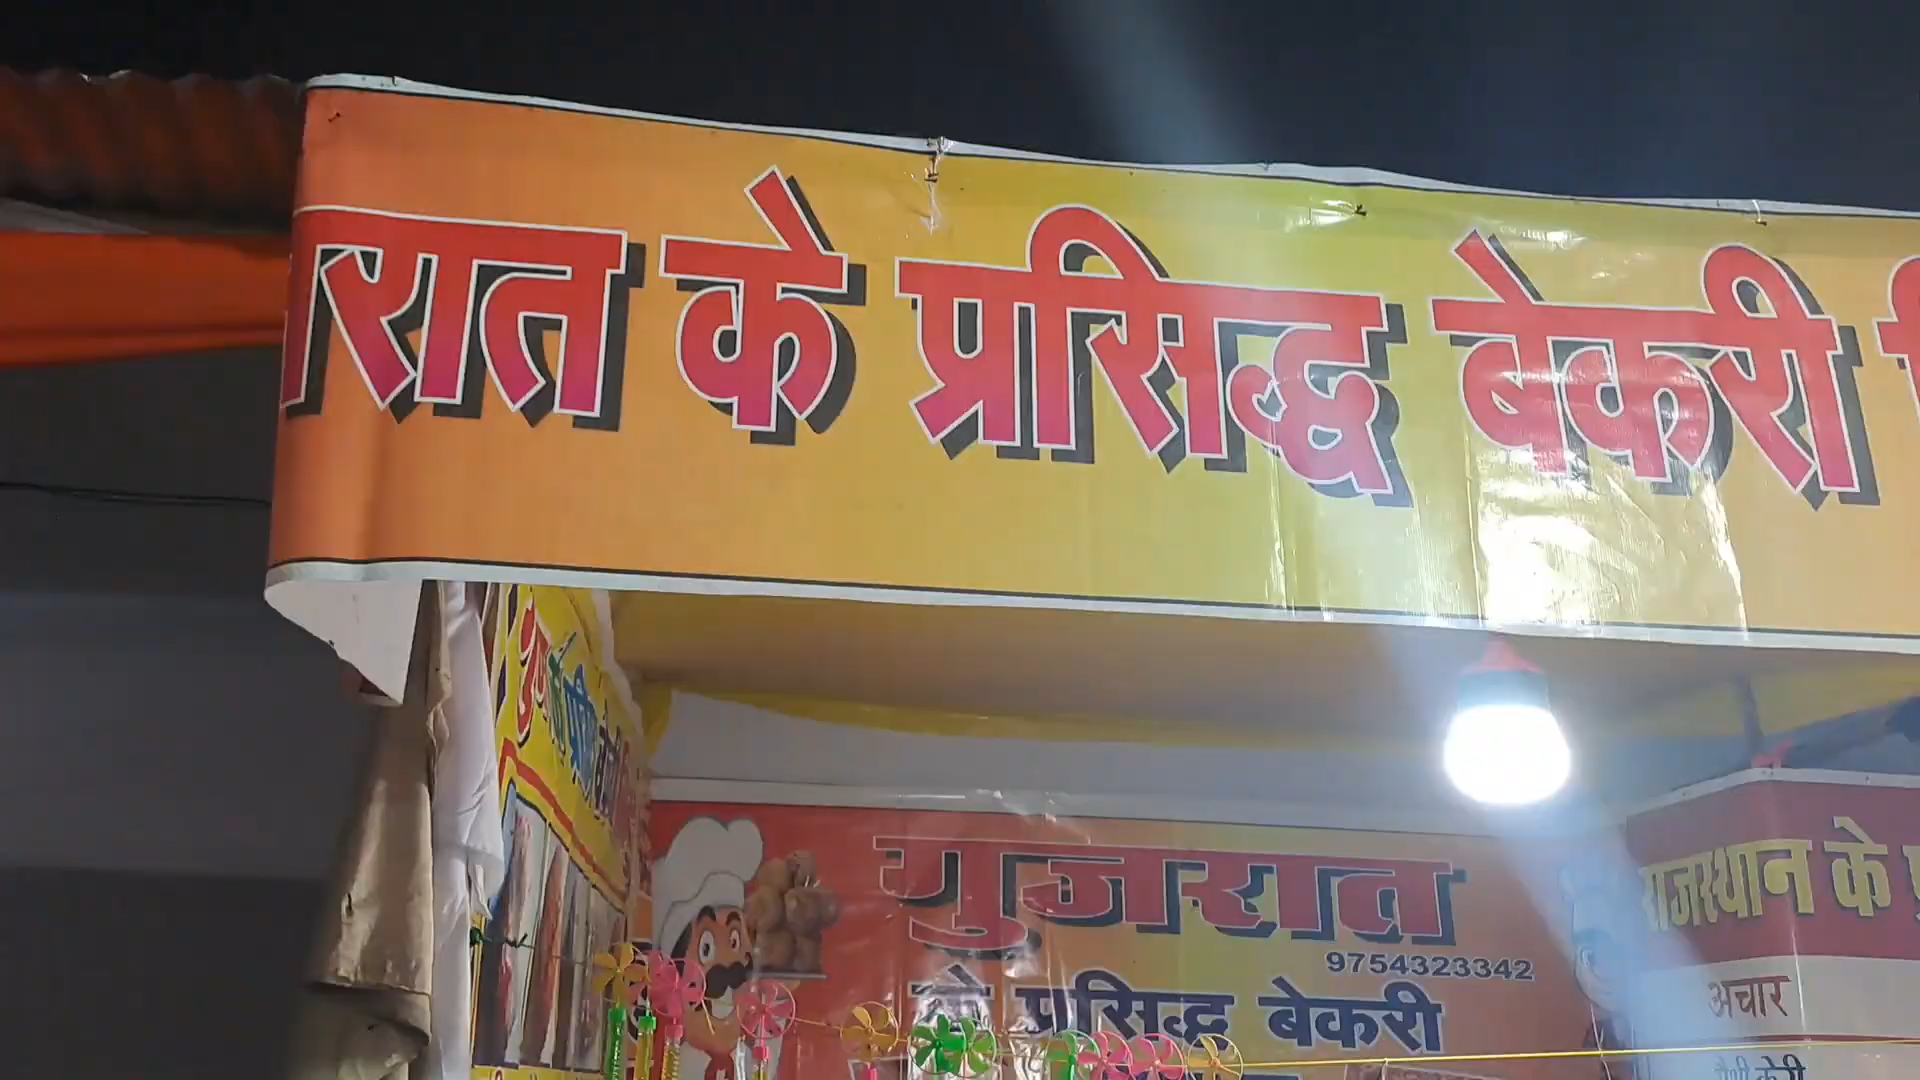 रात के प्रसिद्ध बेकरी
गुजरात
9754323342
के प्रसिद्ध बेकरी
राजस्थान के
अचार